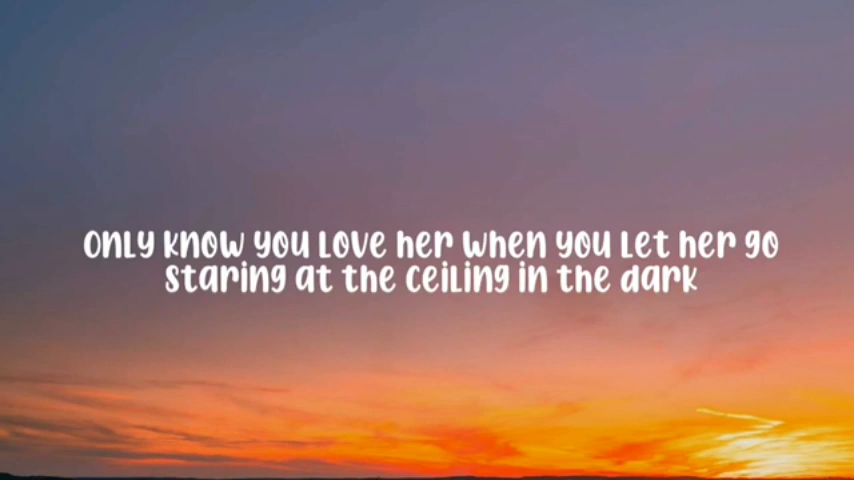 Only know you love her when you let her go
staring at the ceiling in the dark